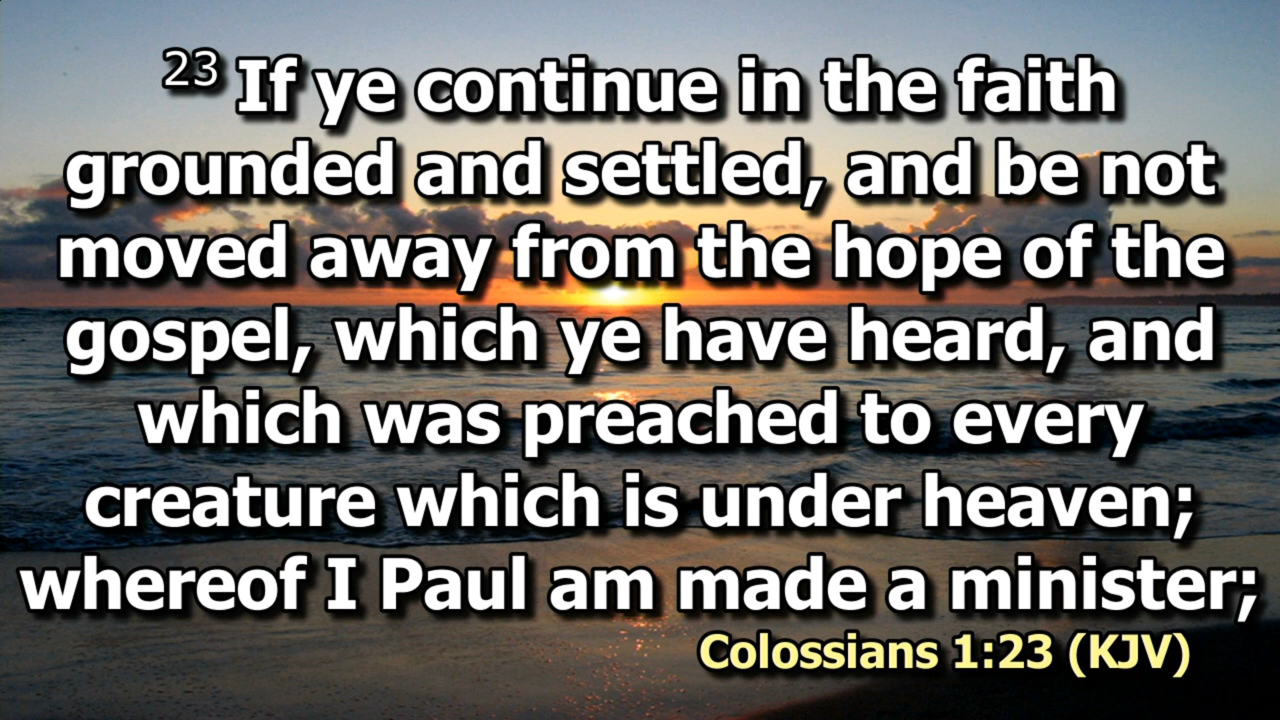 23 If ye continue in the faith
grounded and settled, and be not
moved away from the hope of the
gospel, which ye have heard, and
which was preached to every
creature which is under heaven;
whereof I Paul am made a minister;
Colossians 1:23 (KJV)